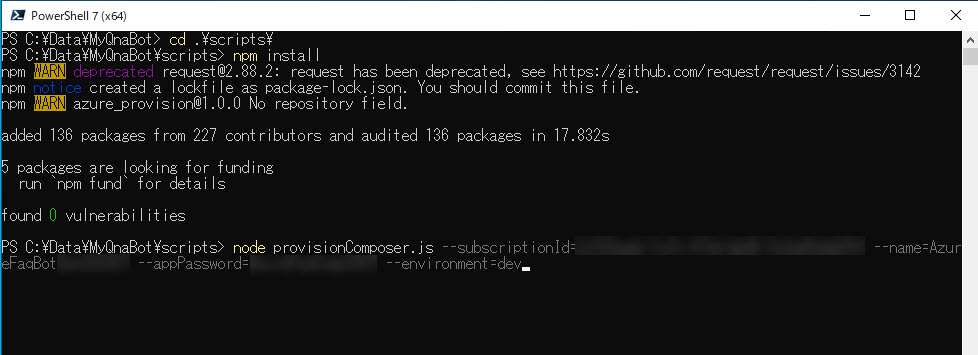 PowerShell 7 (x64)
PS C:¥Data¥MyQnaBot> cd .¥scripts¥
PS C:¥Data¥MyQnaBot¥scripts> npm install
npm WARN deprecated request@2.88.2: request has been deprecated, see https://github.com/request/request/issues/3142
npm notice created a lockfile as package-lock.json. You should commit this file.
npm WARN azure_provision@1.0.0 No repository field.
added 136 packages from 227 contributors and audited 136 packages in 17.832s
5 packages are looking for funding
run `npm fund` for details
found 0 vulnerabilities
PS C:¥Data¥MyQnaBot¥scripts> node provisionComposer.js --subscriptionId= --name=Azur
eFaqBot --appPassword= --environment=dev